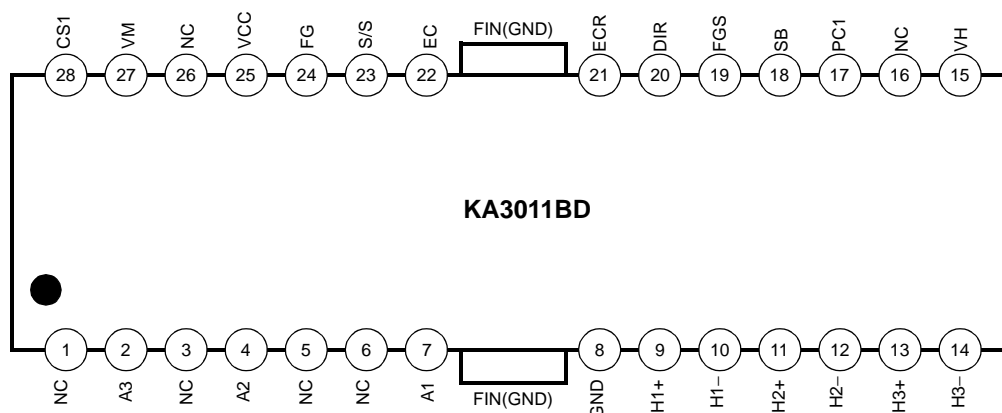 CS1 VM NC VCC FG S/S EC FIN(GND) ECR DIR FGS SB PC1 NC VH
28 27 26 25 24 23 22 21 20 19 18 17 16 15
KA3011BD
1 2 3 4 5 6 7 8 9 10 11 12 13 14
NC A3 NC A2 NC NC A1 FIN(GND) GND H1+ H1− H2+ H2− H3+ H3−